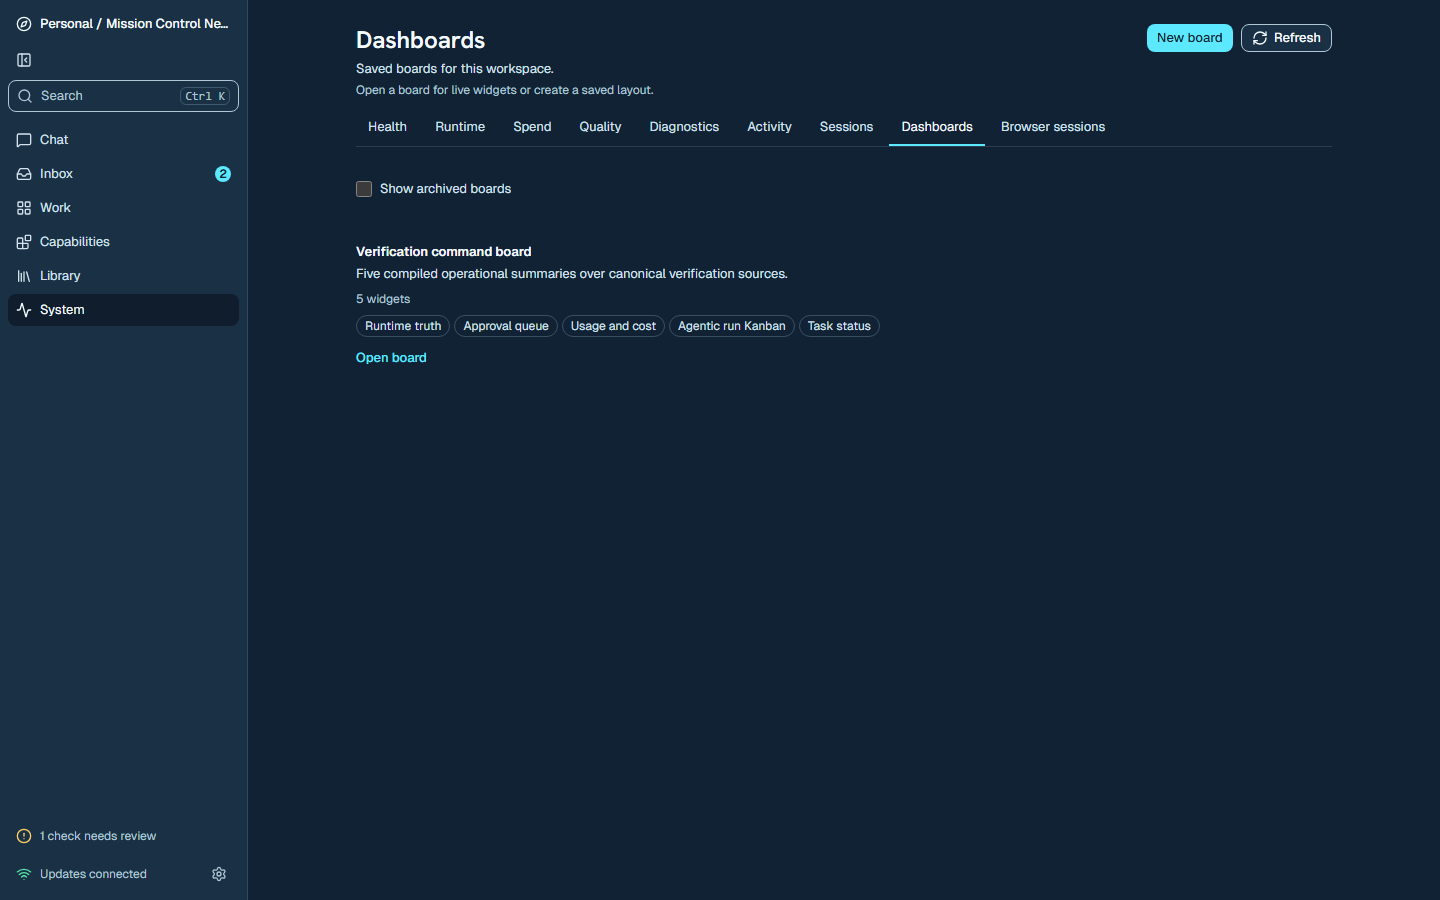 Personal / Mission Control Ne...
Search Ctrl K
Chat
Inbox 2
Work
Capabilities
Library
System
1 check needs review
Updates connected
Dashboards
Saved boards for this workspace.
Open a board for live widgets or create a saved layout.
New board Refresh
Health Runtime Spend Quality Diagnostics Activity Sessions Dashboards Browser sessions
Show archived boards
Verification command board
Five compiled operational summaries over canonical verification sources.
5 widgets
Runtime truth Approval queue Usage and cost Agentic run Kanban Task status
Open board